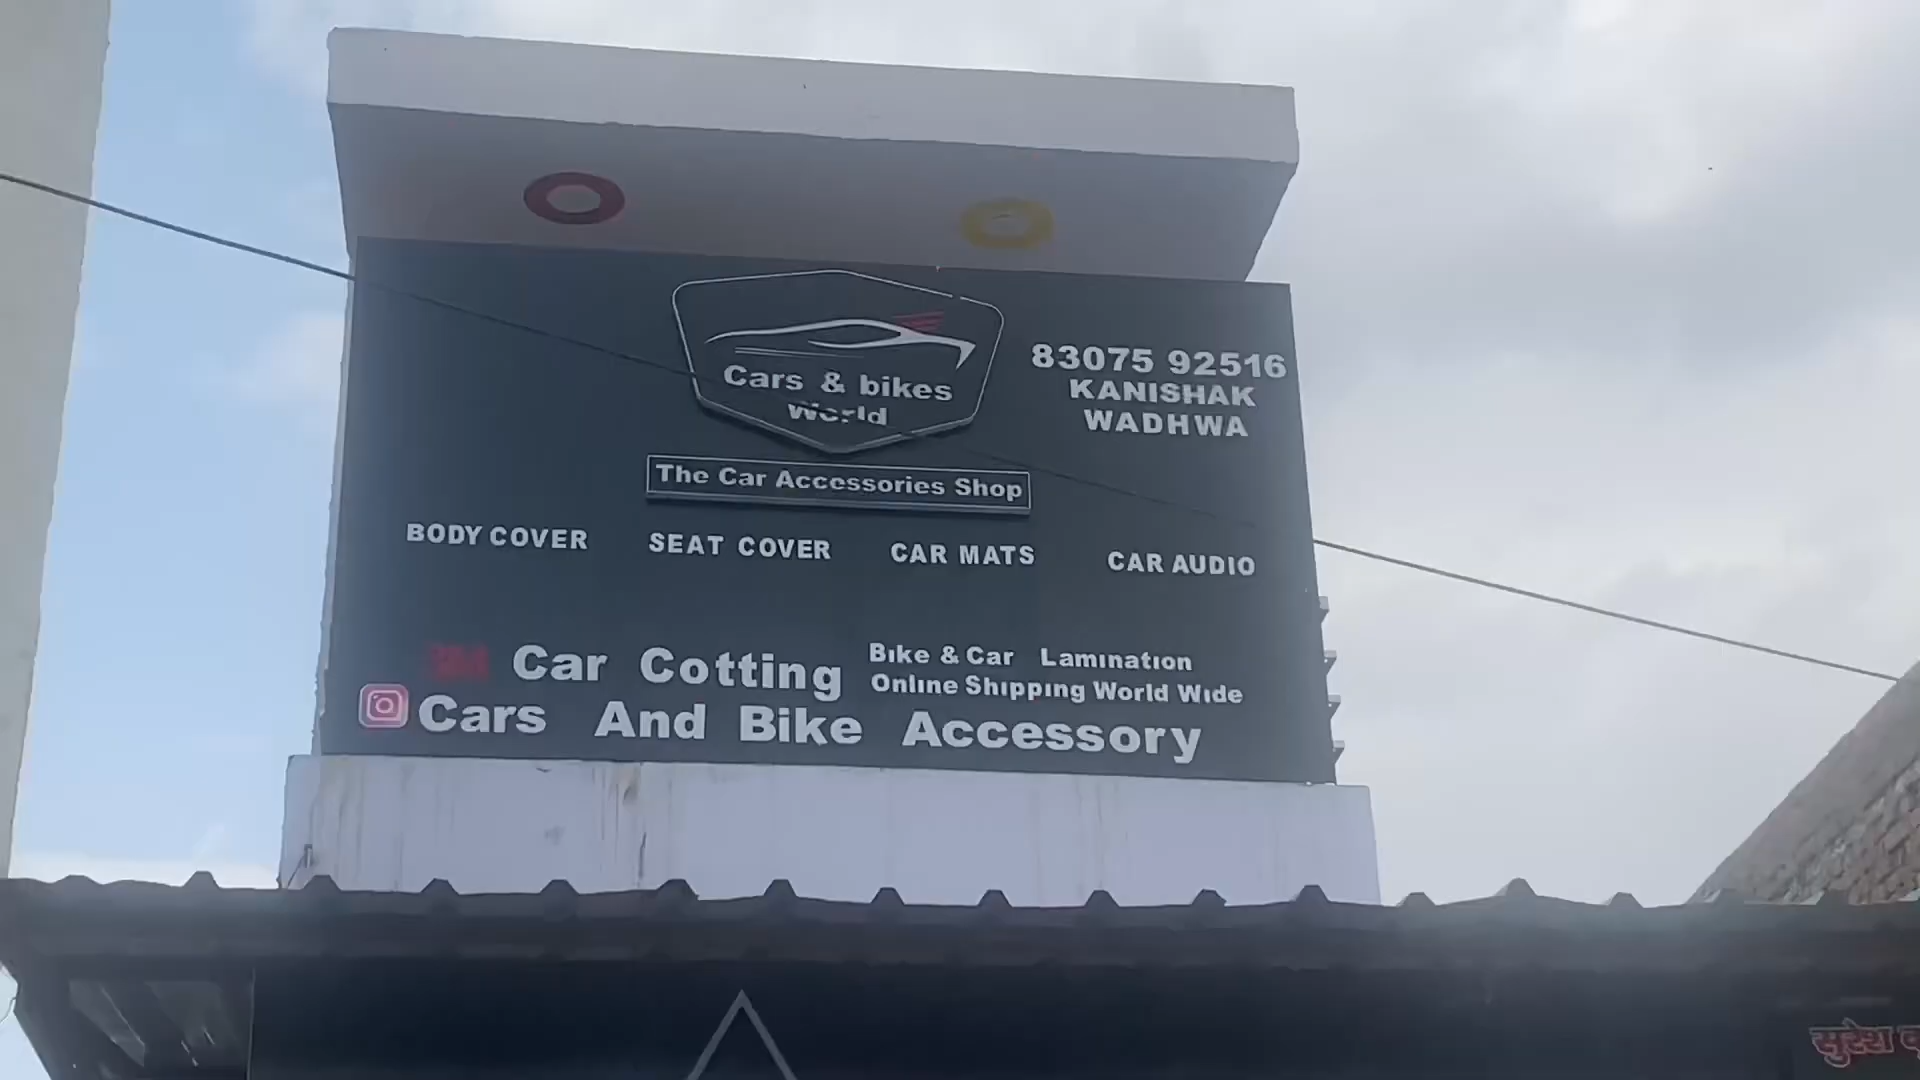 Cars & bikes
World
83075 92516
KANISHAK
WADHWA
The Car Accessories Shop
BODY COVER SEAT COVER CAR MATS CAR AUDIO
3M Car Cotting
Bike & Car Lamination
Online Shipping World Wide
Cars And Bike Accessory
सुरेश